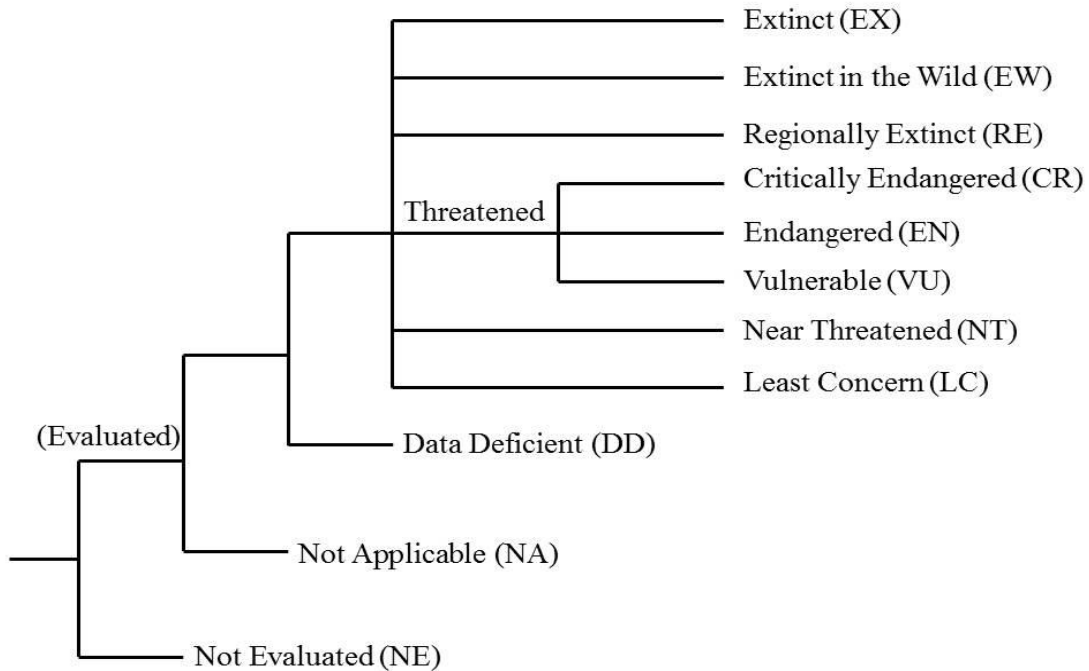 Extinct (EX)
Extinct in the Wild (EW)
Regionally Extinct (RE)
Critically Endangered (CR)
Threatened
Endangered (EN)
Vulnerable (VU)
Near Threatened (NT)
Least Concern (LC)
(Evaluated)
Data Deficient (DD)
Not Applicable (NA)
Not Evaluated (NE)